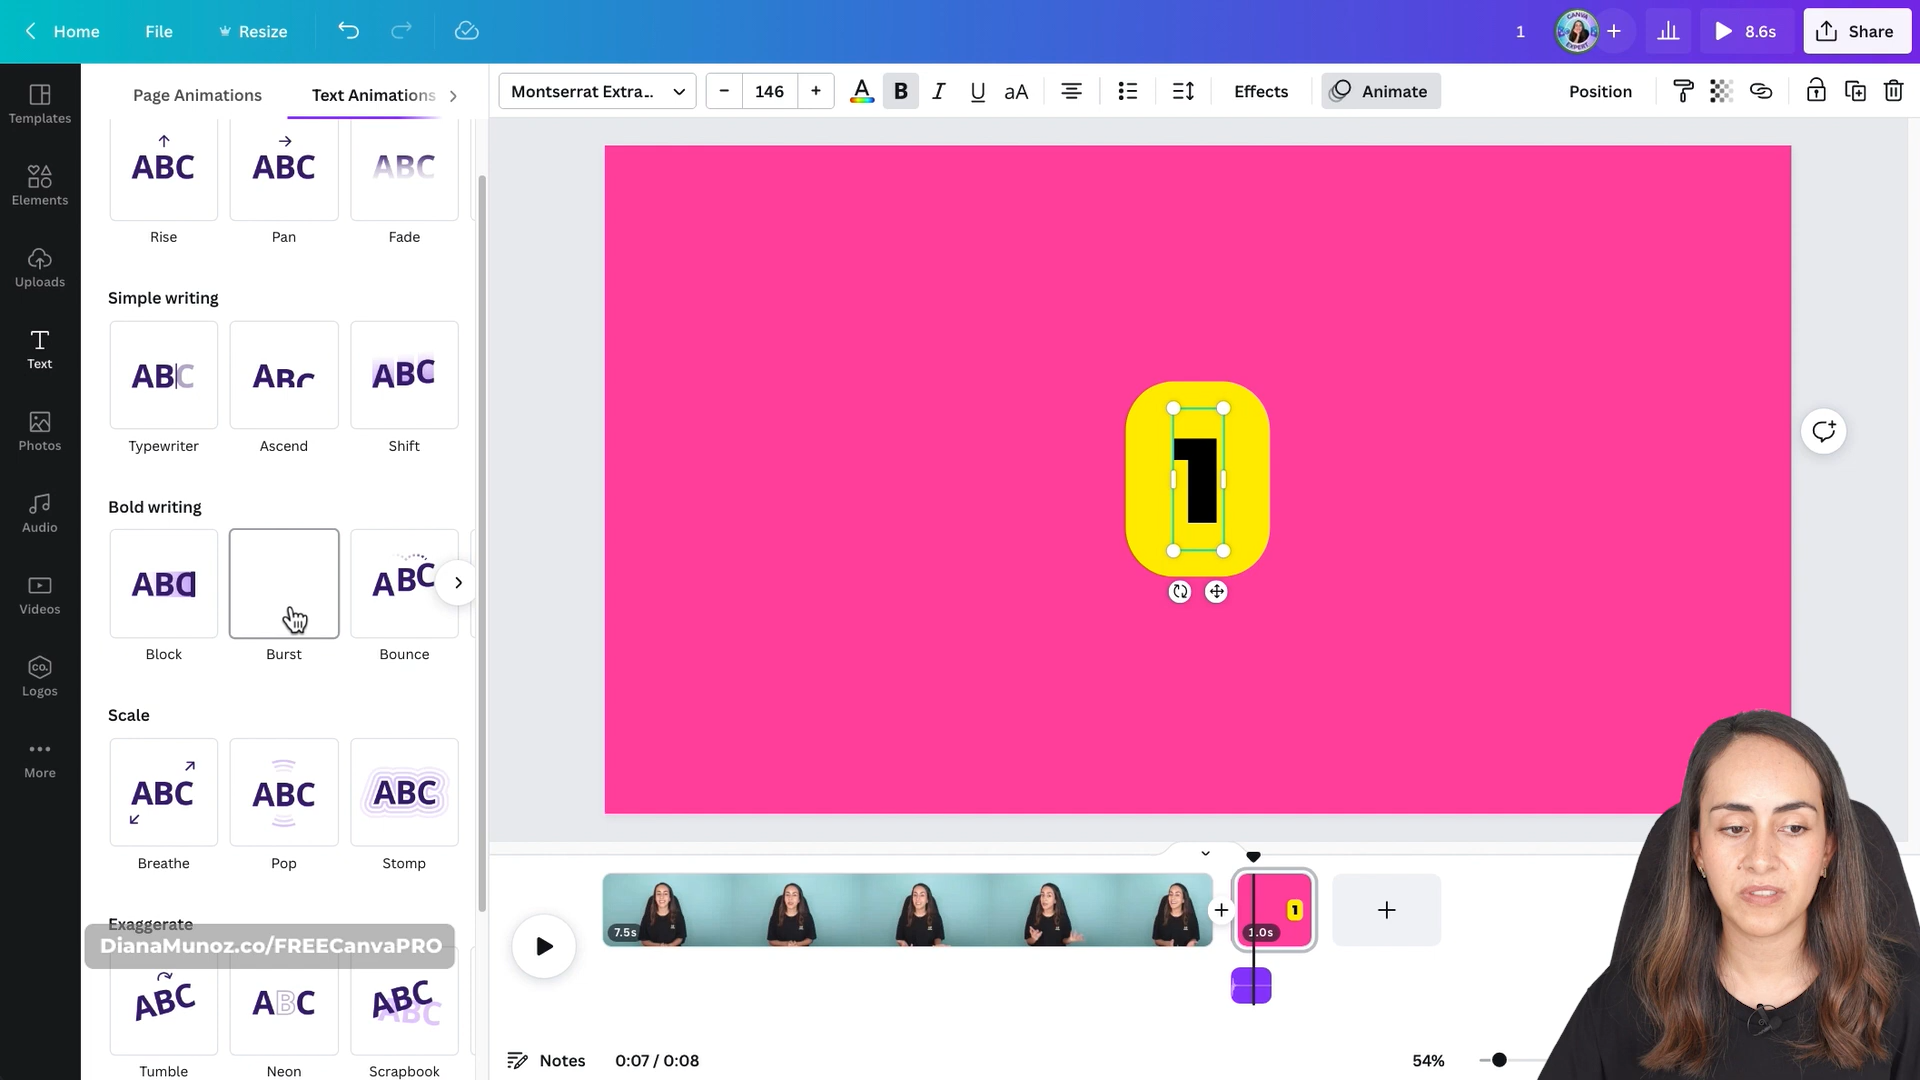 Home
File
Resize
1
CANVA
EXPERT
8.6s
Share
Templates
Elements
Uploads
Text
Photos
Audio
Videos
CO.
Logos
More
Page Animations
Text Animations
ABC
Rise
ABC
Pan
ABC
Fade
Simple writing
ABC
Typewriter
ABC
Ascend
ABC
Shift
Bold writing
ABC
Block
Burst
ABC
Bounce
Scale
ABC
Breathe
ABC
Pop
ABC
Stomp
Exaggerate
DianaMunoz.co/FREECanvaPRO
ABC
Tumble
ABC
Neon
ABC
Scrapbook
Montserrat Extra...
146
A
B
I
U
aA
Effects
Animate
Position
1
7.5s
1
1.0s
Notes
0:07 / 0:08
54%